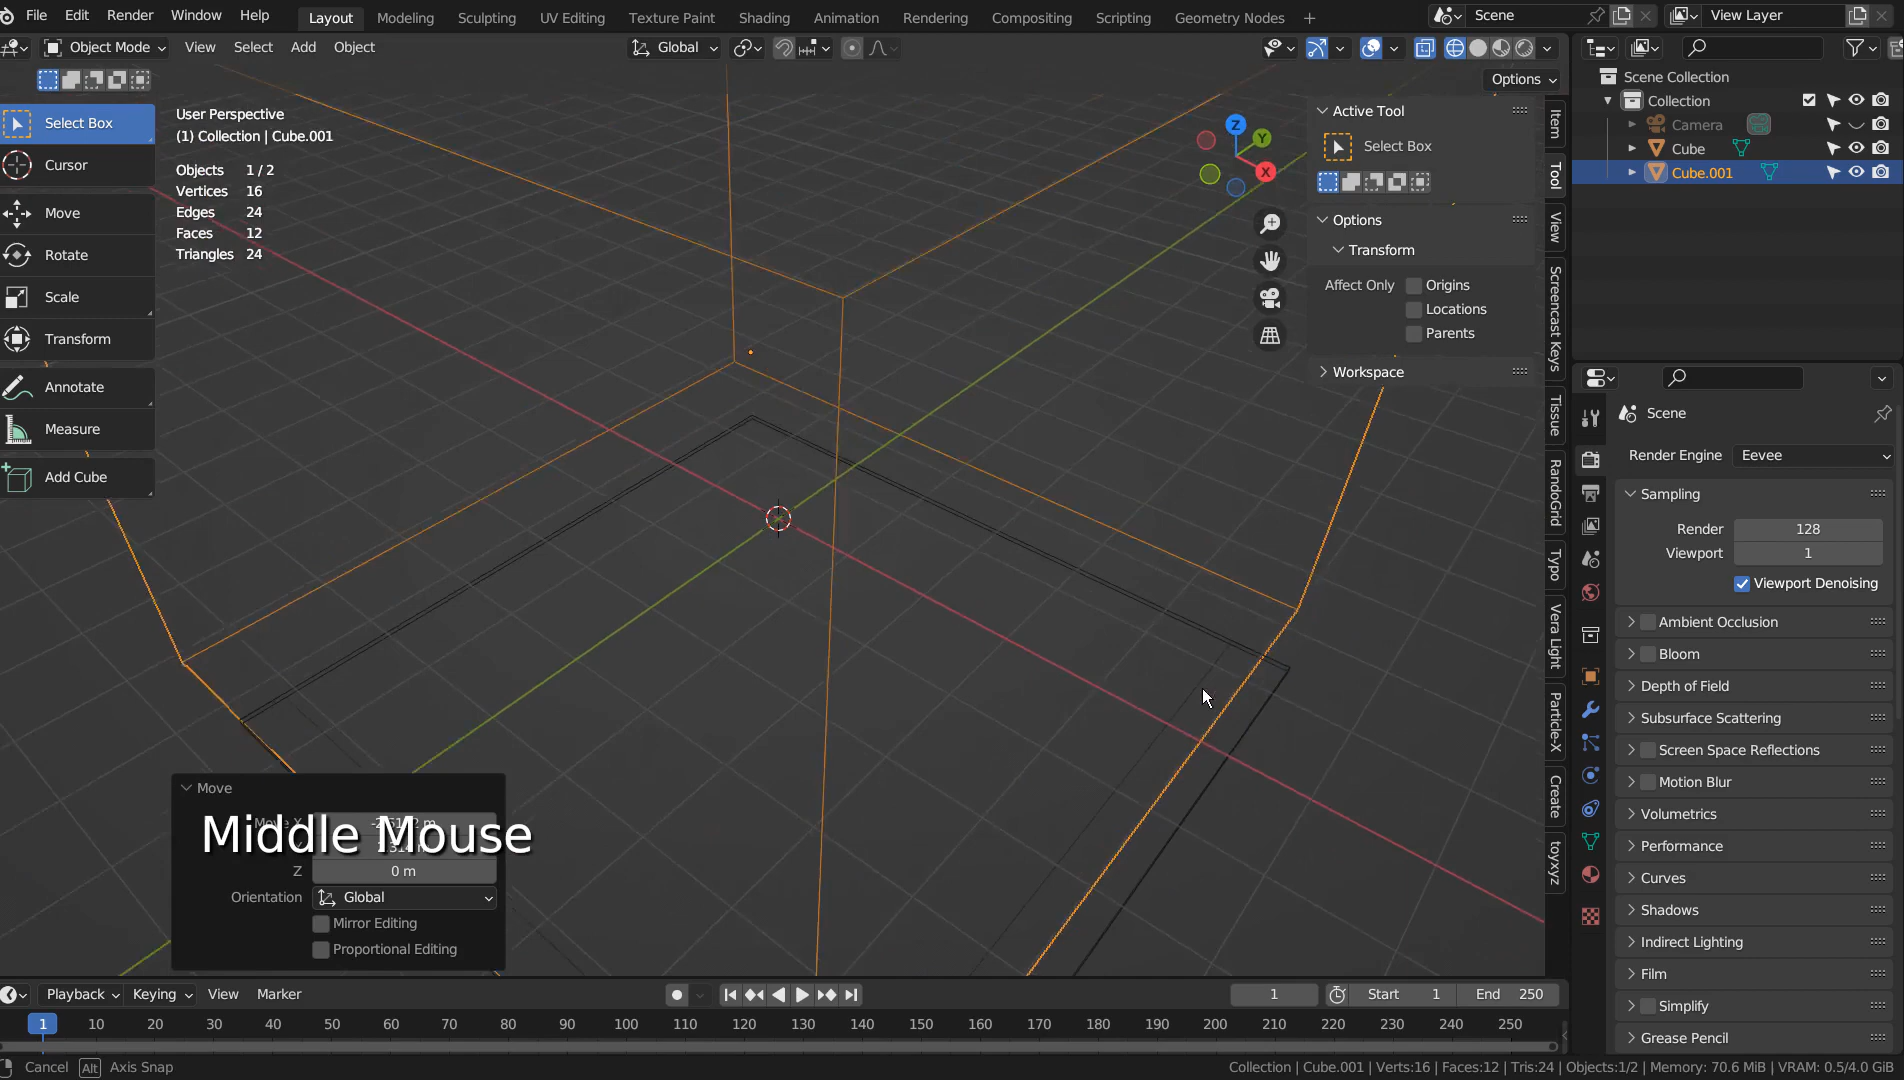 File Edit Render Window Help Layout Modeling Sculpting UV Editing Texture Paint Shading Animation Rendering Compositing Scripting Geometry Nodes + Scene View Layer
Object Mode View Select Add Object Global
Options
Select Box
Cursor
Move
Rotate
Scale
Transform
Annotate
Measure
Add Cube
User Perspective
(1) Collection | Cube.001
Objects 1 / 2
Vertices 16
Edges 24
Faces 12
Triangles 24
Z
Y
X
Active Tool
Select Box
Options
Transform
Affect Only Origins
Locations
Parents
Workspace
Item
Tool
View
Screencast Keys
Tissue
RandoGrid
Typo
Vera Light
Particle-X
Create
toyxyz
Scene Collection
Collection
Camera
Cube
Cube.001
Scene
Render Engine Eevee
Sampling
Render 128
Viewport 1
Viewport Denoising
Ambient Occlusion
Bloom
Depth of Field
Subsurface Scattering
Screen Space Reflections
Motion Blur
Volumetrics
Performance
Curves
Shadows
Indirect Lighting
Film
Simplify
Grease Pencil
Move
Middle Mouse
Z 0 m
Orientation Global
Mirror Editing
Proportional Editing
Playback Keying View Marker 1 Start 1 End 250
1 10 20 30 40 50 60 70 80 90 100 110 120 130 140 150 160 170 180 190 200 210 220 230 240 250
Cancel Alt Axis Snap
Collection | Cube.001 | Verts:16 | Faces:12 | Tris:24 | Objects:1/2 | Memory: 70.6 MiB | VRAM: 0.5/4.0 GiB